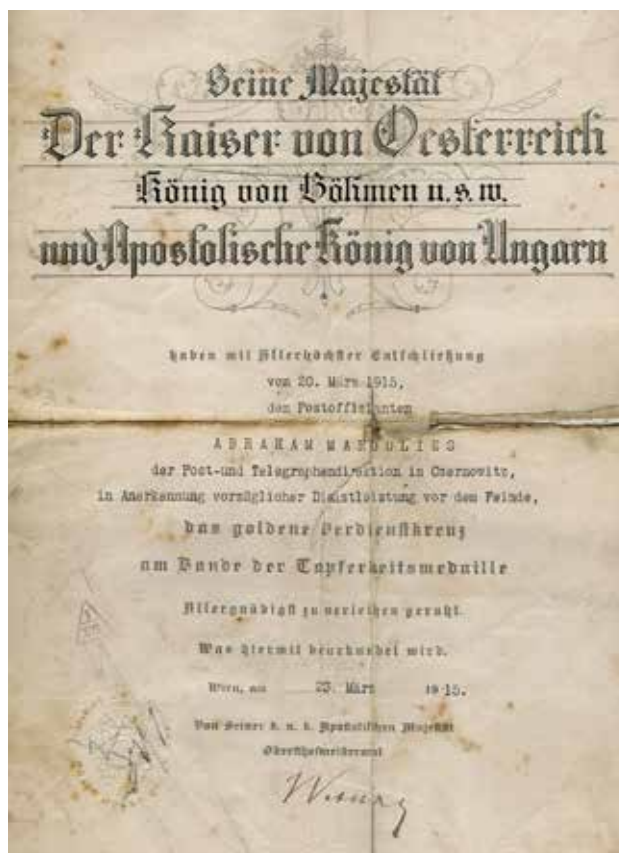 Seine Majestät
Der Kaiser von Oesterreich
König von Böhmen u.s.w.
und Apostolische König von Ungarn
haben mit Allerhöchster Entschließung
vom 20. März 1915,
den Postoffizianten
ABRAHAM
der Post-und Telegraphendirektion in Czernowitz,
in Anerkennung vorzüglicher Dienstleistung vor dem Feinde,
das goldene Verdienstkreuz
am Bande der Tapferkeitsmedaille
Allergnädigst zu verleihen geruht.
Was hiermit beurkundet wird.
Wien, am 23. März 1915.
Von Seiner k. u. k. Apostolischen Majestät
Obersthofmeisteramt